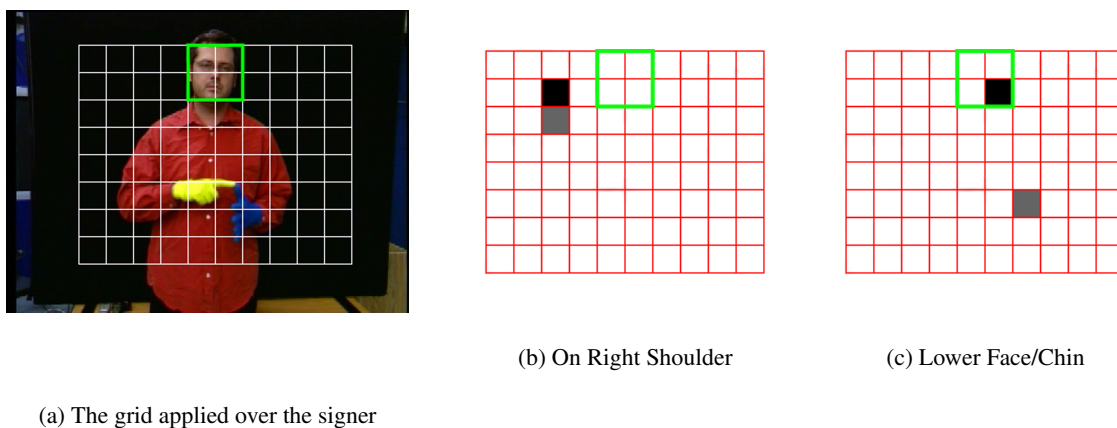 (b) On Right Shoulder
(c) Lower Face/Chin
(a) The grid applied over the signer